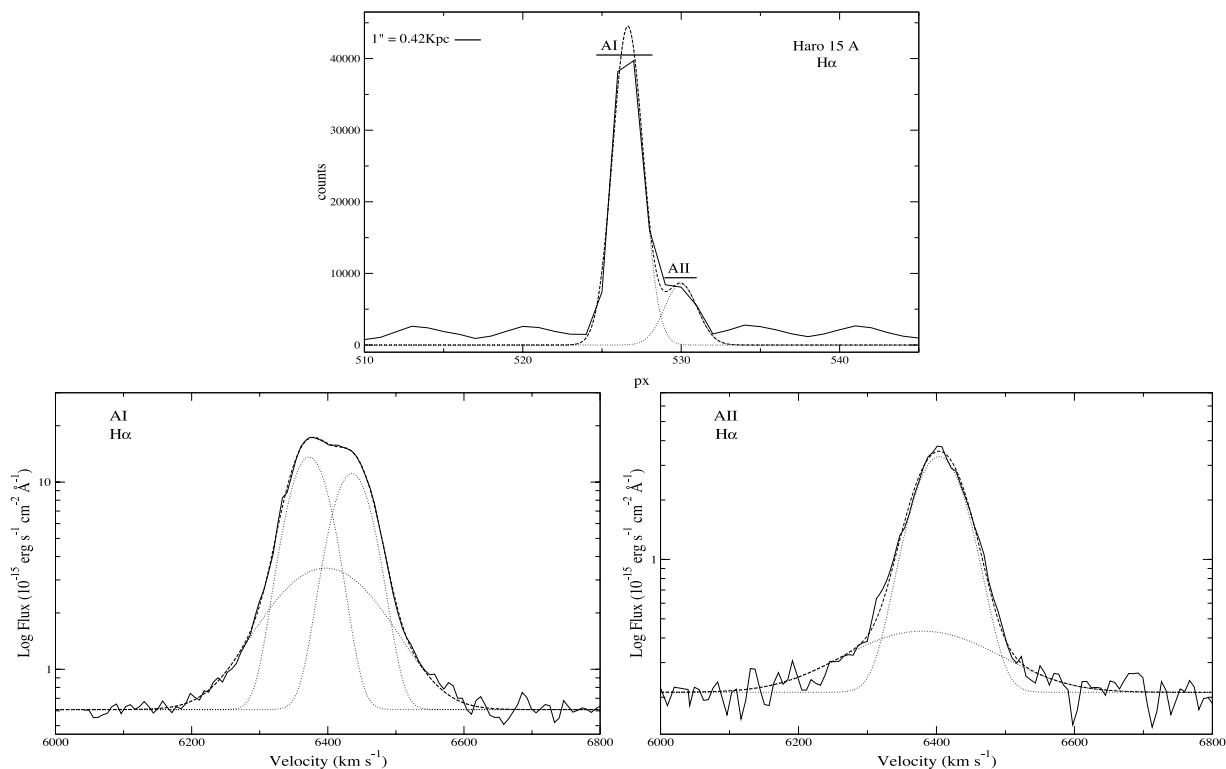 1" = 0.42Kpc
AI
Haro 15 A
Hα
AII
counts
40000
30000
20000
10000
0
510
520
530
540
px
AI
Hα
Log Flux (10⁻¹⁵ erg s⁻¹ cm⁻² Å⁻¹)
10
1
6000
6200
6400
6600
6800
Velocity (km s⁻¹)
AII
Hα
Log Flux (10⁻¹⁵ erg s⁻¹ cm⁻² Å⁻¹)
1
6000
6200
6400
6600
6800
Velocity (km s⁻¹)